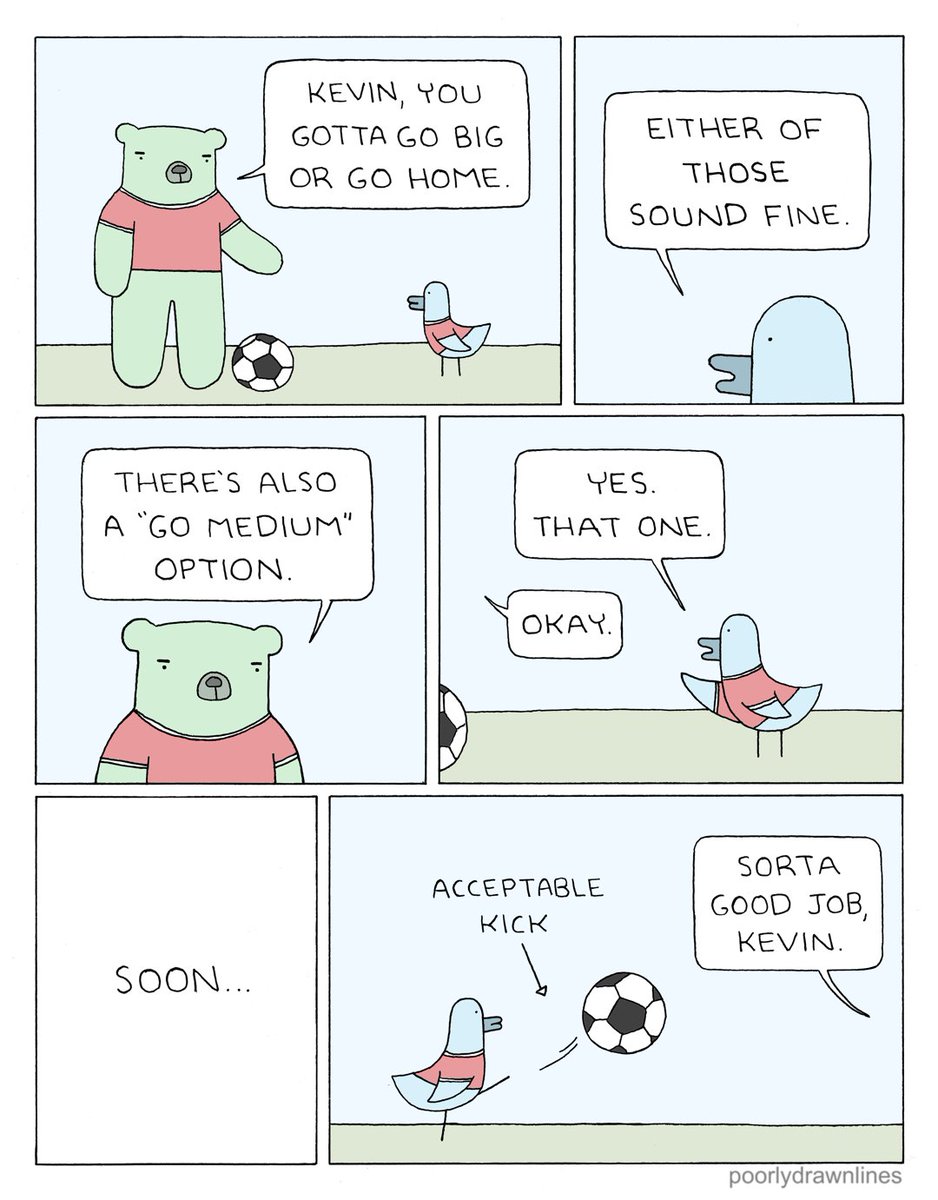 KEVIN, YOU
GOTTA GO BIG
OR GO HOME.
EITHER OF
THOSE
SOUND FINE.
THERE'S ALSO
A "GO MEDIUM"
OPTION.
YES.
THAT ONE.
OKAY.
SOON...
ACCEPTABLE
KICK
SORTA
GOOD JOB,
KEVIN.
poorlydrawnlines